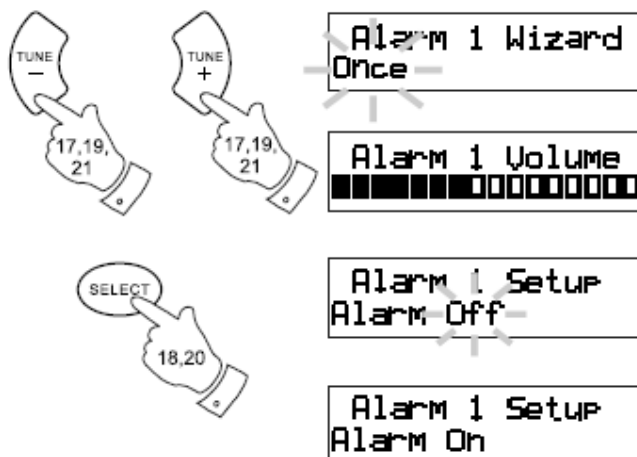 TUNE
−
17,19,
21
TUNE
+
17,19,
21
Alarm 1 Wizard
Once
Alarm 1 Volume
SELECT
18,20
Alarm 1 Setup
Alarm Off
Alarm 1 Setup
Alarm On